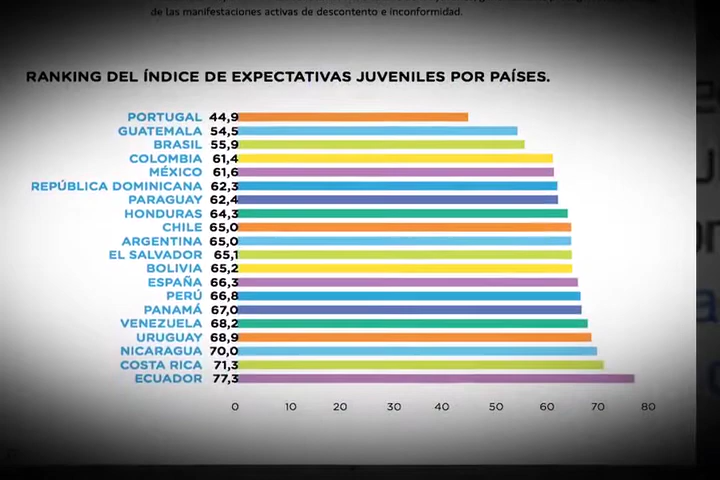 de las manifestaciones activas de descontento e inconformidad.
RANKING DEL ÍNDICE DE EXPECTATIVAS JUVENILES POR PAÍSES.
PORTUGAL 44,9
GUATEMALA 54,5
BRASIL 55,9
COLOMBIA 61,4
MÉXICO 61,6
REPÚBLICA DOMINICANA 62,3
PARAGUAY 62,4
HONDURAS 64,3
CHILE 65,0
ARGENTINA 65,0
EL SALVADOR 65,1
BOLIVIA 65,2
ESPAÑA 66,3
PERÚ 66,8
PANAMÁ 67,0
VENEZUELA 68,2
URUGUAY 68,9
NICARAGUA 70,0
COSTA RICA 71,3
ECUADOR 77,3
0 10 20 30 40 50 60 70 80